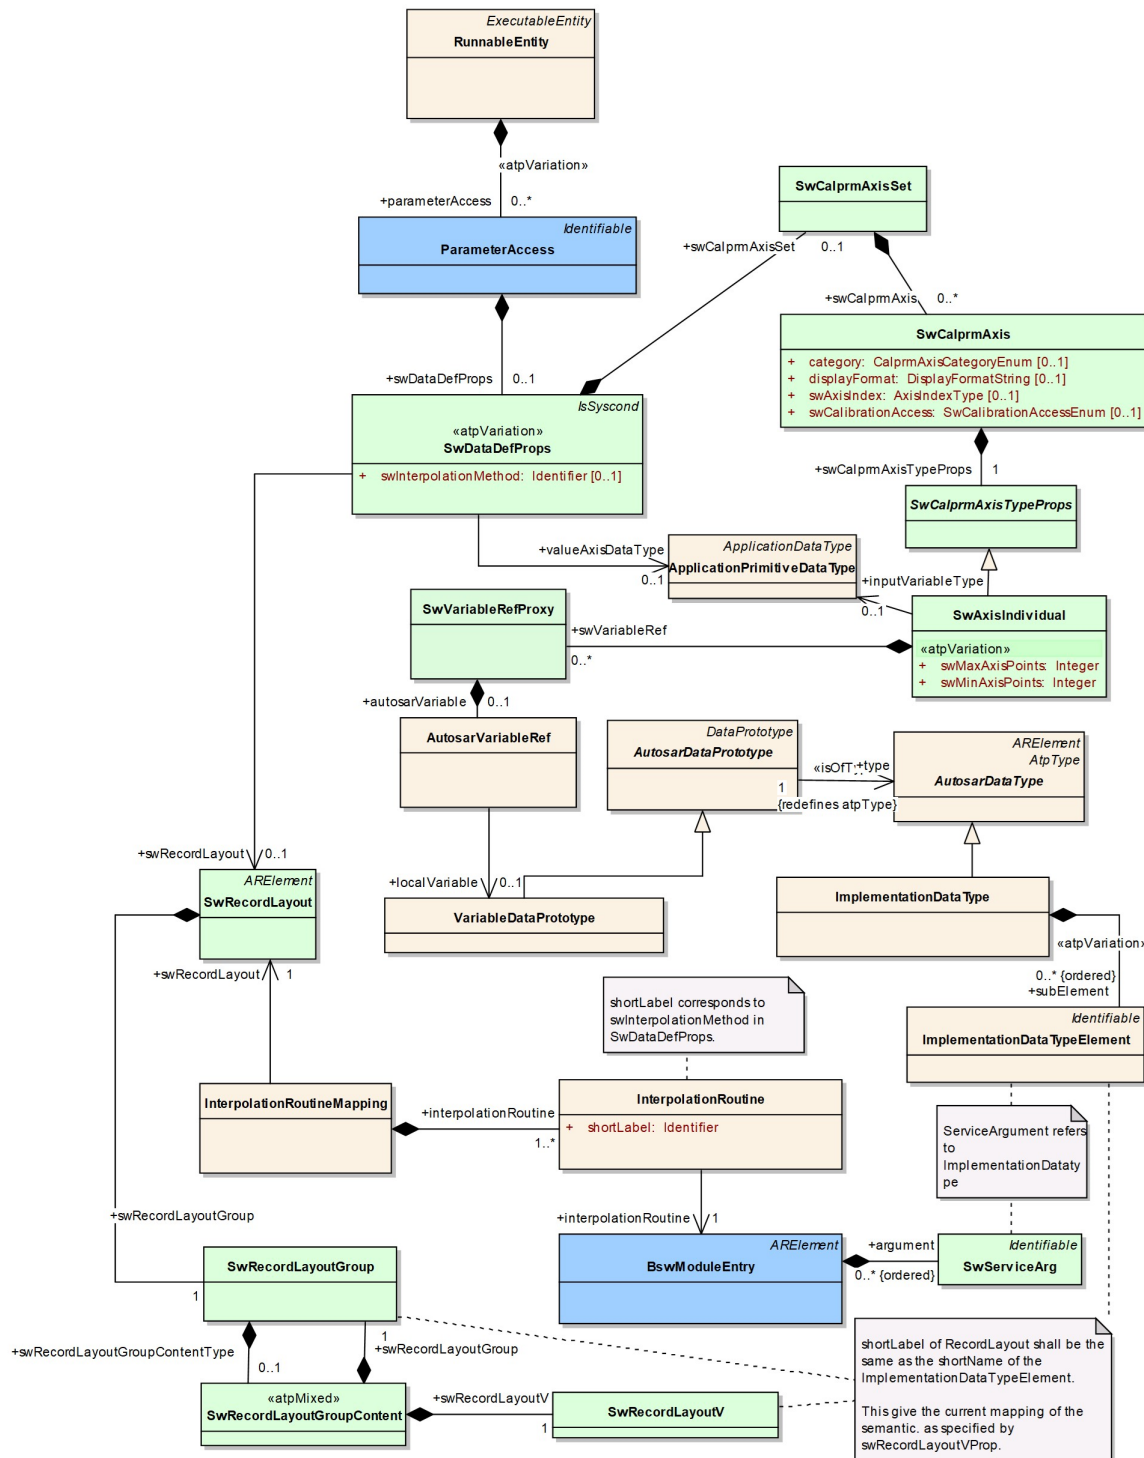 ExecutableEntity
RunnableEntity
«atpVariation»
+parameterAccess 0..*
Identifiable
ParameterAccess
+swDataDefProps 0..1
IsSyscond
«atpVariation»
SwDataDefProps
+ swInterpolationMethod: Identifier [0..1]
SwCalprmAxisSet
+swCalprmAxisSet 0..1
+swCalprmAxis 0..*
SwCalprmAxis
+ category: CalprmAxisCategoryEnum [0..1]
+ displayFormat: DisplayFormatString [0..1]
+ swAxisIndex: AxisIndexType [0..1]
+ swCalibrationAccess: SwCalibrationAccessEnum [0..1]
+swCalprmAxisTypeProps 1
SwCalprmAxisTypeProps
+valueAxisDataType
0..1
ApplicationDataType
ApplicationPrimitiveDataType
+inputVariableType
0..1
SwAxisIndividual
«atpVariation»
+ swMaxAxisPoints: Integer
+ swMinAxisPoints: Integer
SwVariableRefProxy
+swVariableRef
0..*
+autosarVariable 0..1
AutosarVariableRef
DataPrototype
AutosarDataPrototype
«isOfTy
+type
1
{redefines atpType}
ARElement
AtpType
AutosarDataType
+swRecordLayout 0..1
ARElement
SwRecordLayout
+localVariable 0..1
VariableDataPrototype
ImplementationDataType
«atpVariation»
0..* {ordered}
+subElement
+swRecordLayout 1
shortLabel corresponds to
swInterpolationMethod in
SwDataDefProps.
Identifiable
ImplementationDataTypeElement
InterpolationRoutineMapping
+interpolationRoutine
1..*
InterpolationRoutine
+ shortLabel: Identifier
ServiceArgument refers
to
ImplementationDataty
pe
+swRecordLayoutGroup
1
+interpolationRoutine 1
ARElement
BswModuleEntry
+argument
0..* {ordered}
Identifiable
SwServiceArg
SwRecordLayoutGroup
1
+swRecordLayoutGroupContentType
0..1
+swRecordLayoutGroup
«atpMixed»
SwRecordLayoutGroupContent
+swRecordLayoutV
1
SwRecordLayoutV
shortLabel of RecordLayout shall be the
same as the shortName of the
ImplementationDataTypeElement.
This give the current mapping of the
semantic. as specified by
swRecordLayoutVProp.